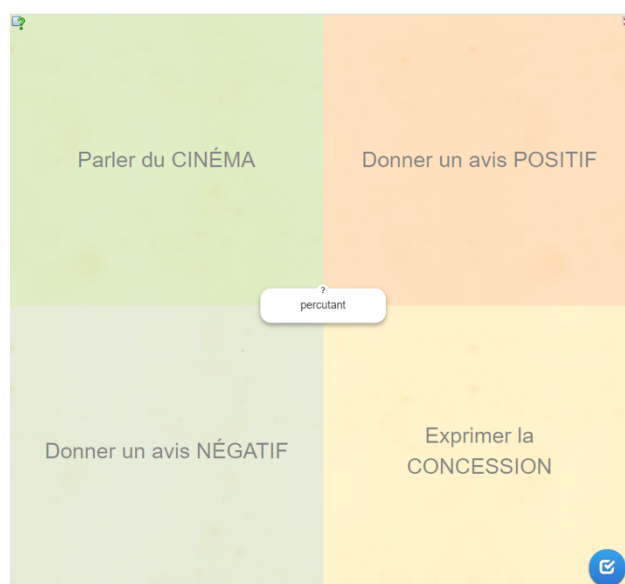 Parler du CINÉMA
Donner un avis POSITIF
?
percutant
Donner un avis NÉGATIF
Exprimer la
CONCESSION